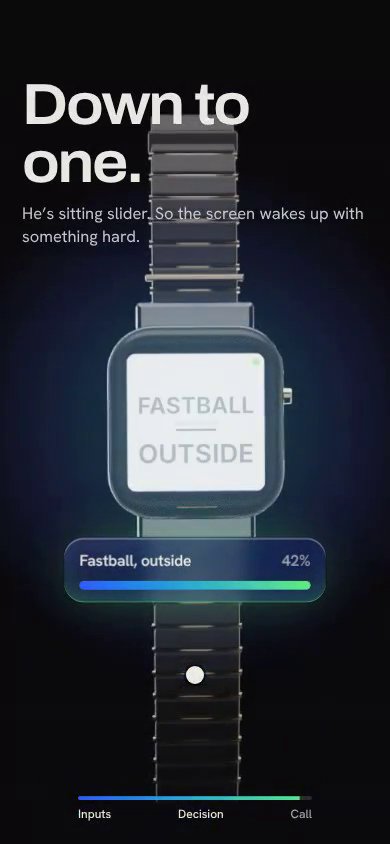 Down to
one.
He’s sitting slider. So the screen wakes up with
something hard.
FASTBALL
OUTSIDE
Fastball, outside 42%
Inputs Decision Call